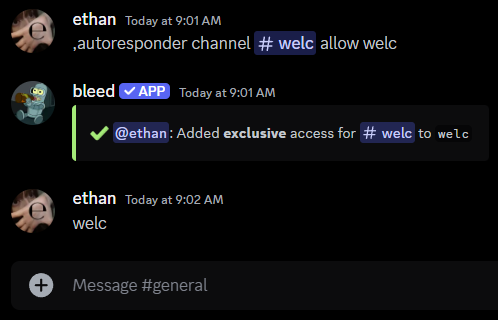 ethan Today at 9:01 AM
,autoresponder channel # welc allow welc
bleed ✓ APP Today at 9:01 AM
@ethan: Added exclusive access for # welc to welc
ethan Today at 9:02 AM
welc
Message #general